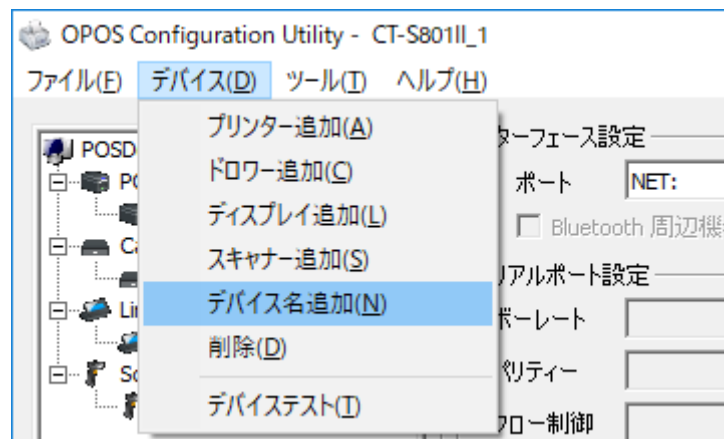 OPOS Configuration Utility - CT-S801II_1
ファイル(F) デバイス(D) ツール(T) ヘルプ(H)
プリンター追加(A)
ドロワー追加(C)
ディスプレイ追加(L)
スキャナー追加(S)
デバイス名追加(N)
削除(D)
デバイステスト(T)
POSD
PO
Ca
Li
Sc
ターフェース設定
ポート NET:
Bluetooth 周辺機
リアルポート設定
ボーレート
パリティー
フロー制御